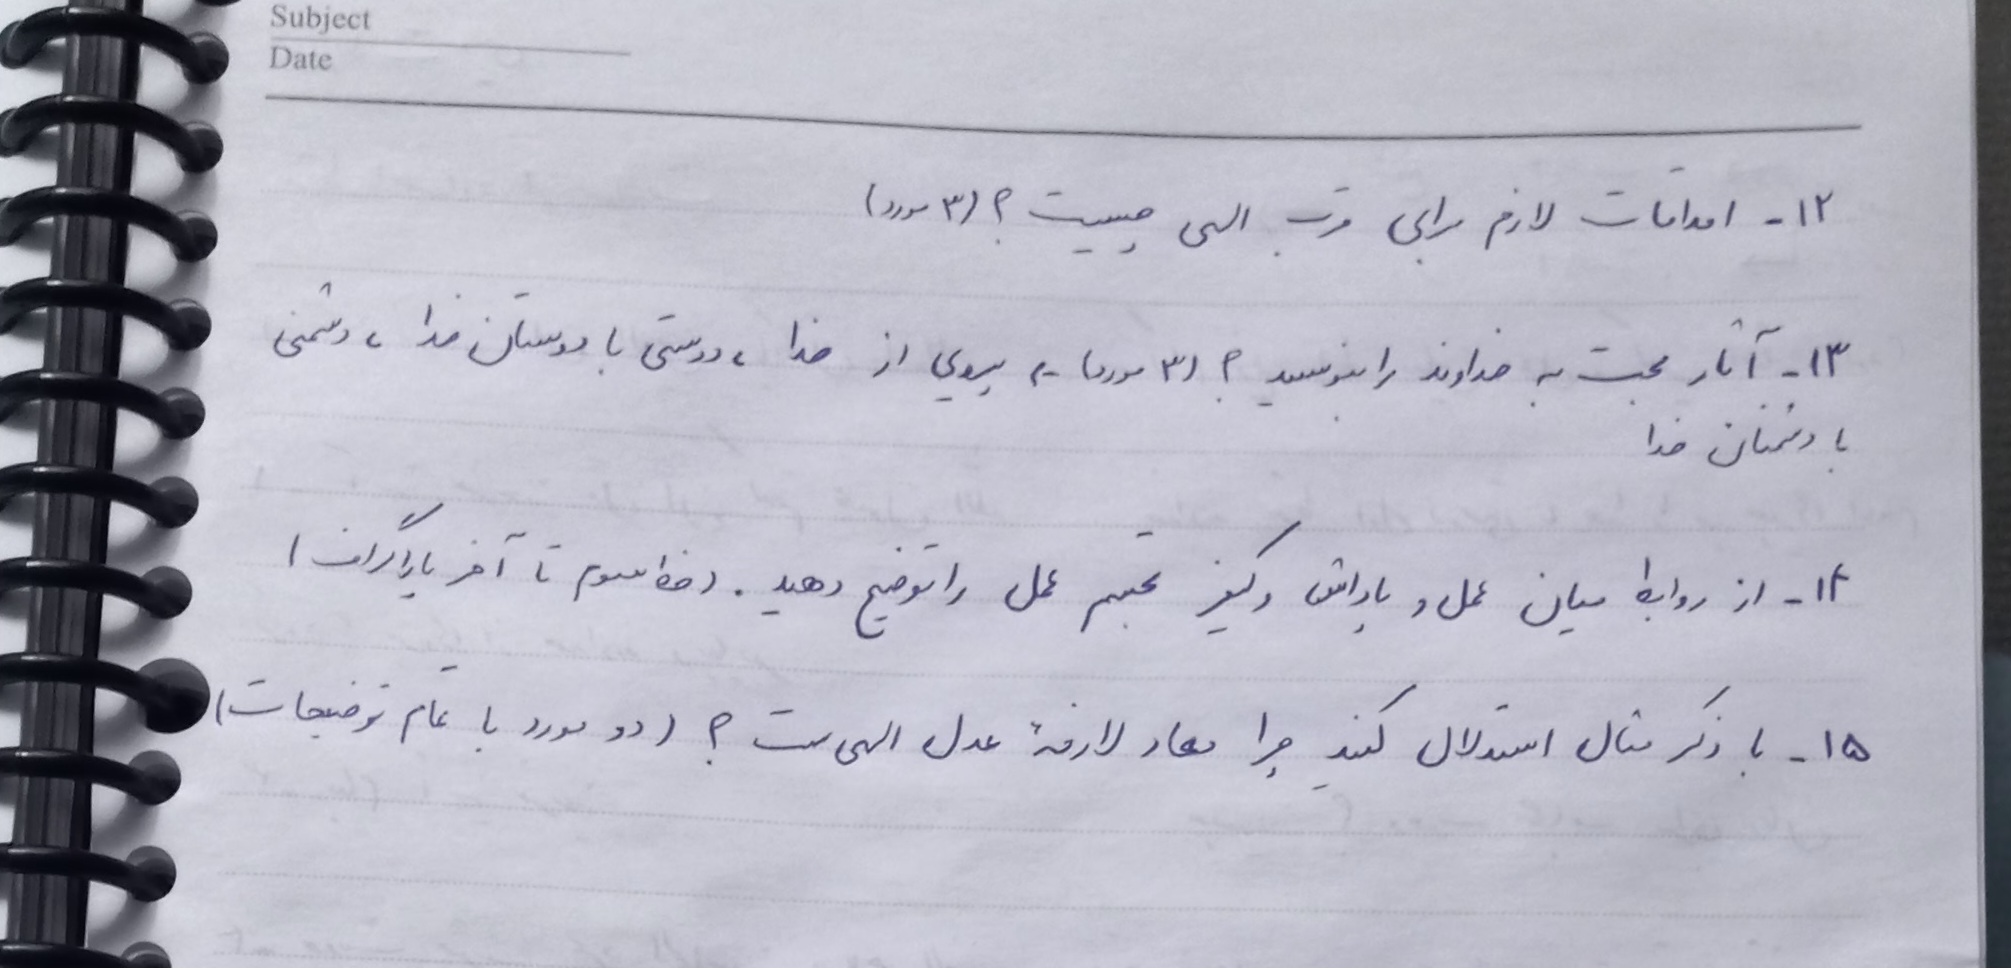 Subject
Date
۱۲- اقدامات لازم برای قرب الهی چیست؟ (۳ مورد)
۱۳- آثار محبت به خداوند را بنویسید؟ (۳ مورد) → پیروی از خدا، دوستی با دوستان خدا، دشمنی
با دشمنان خدا
۱۴- از روابط میان عمل و پاداش و کیفر تجسم عمل را توضیح دهید. (خط سوم تا آخر پاراگراف)
۱۵- با ذکر مثال استدلال کنید چرا معاد لازمهٔ عدل الهی ست؟ (دو مورد با تمام توضیحات)